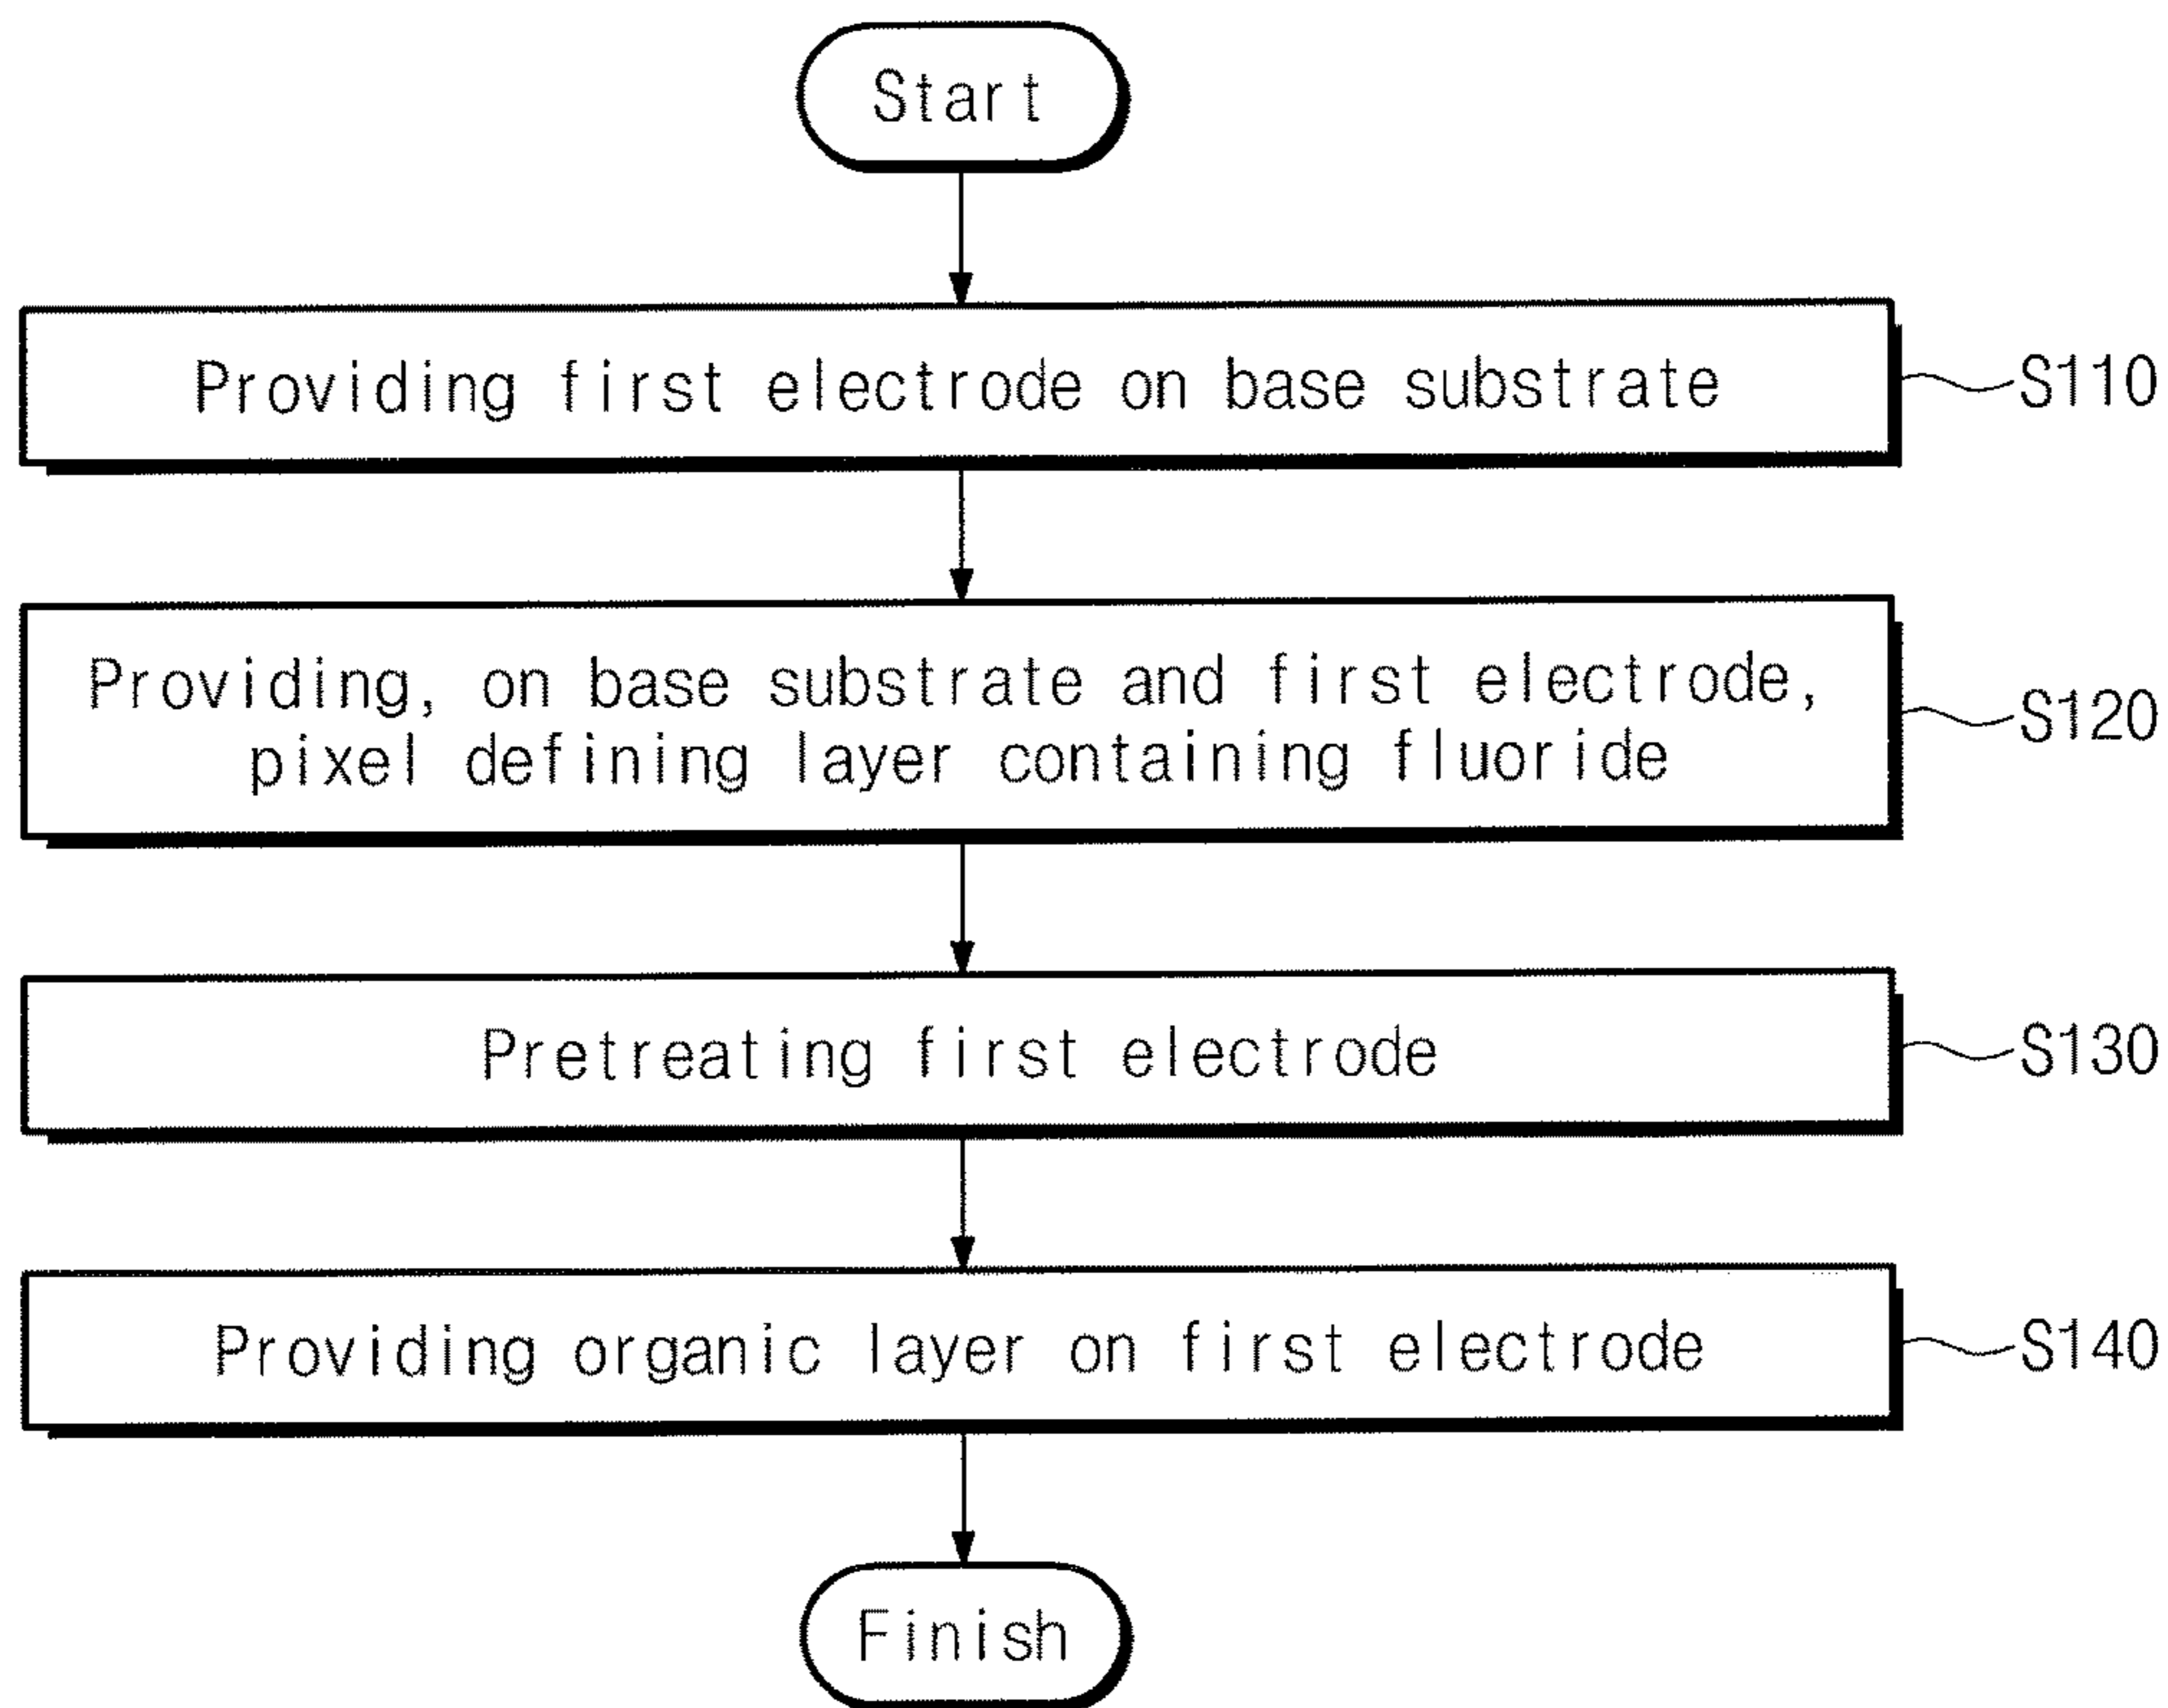 Start
Providing first electrode on base substrate
S110
Providing, on base substrate and first electrode,
pixel defining layer containing fluoride
S120
Pretreating first electrode
S130
Providing organic layer on first electrode
S140
Finish